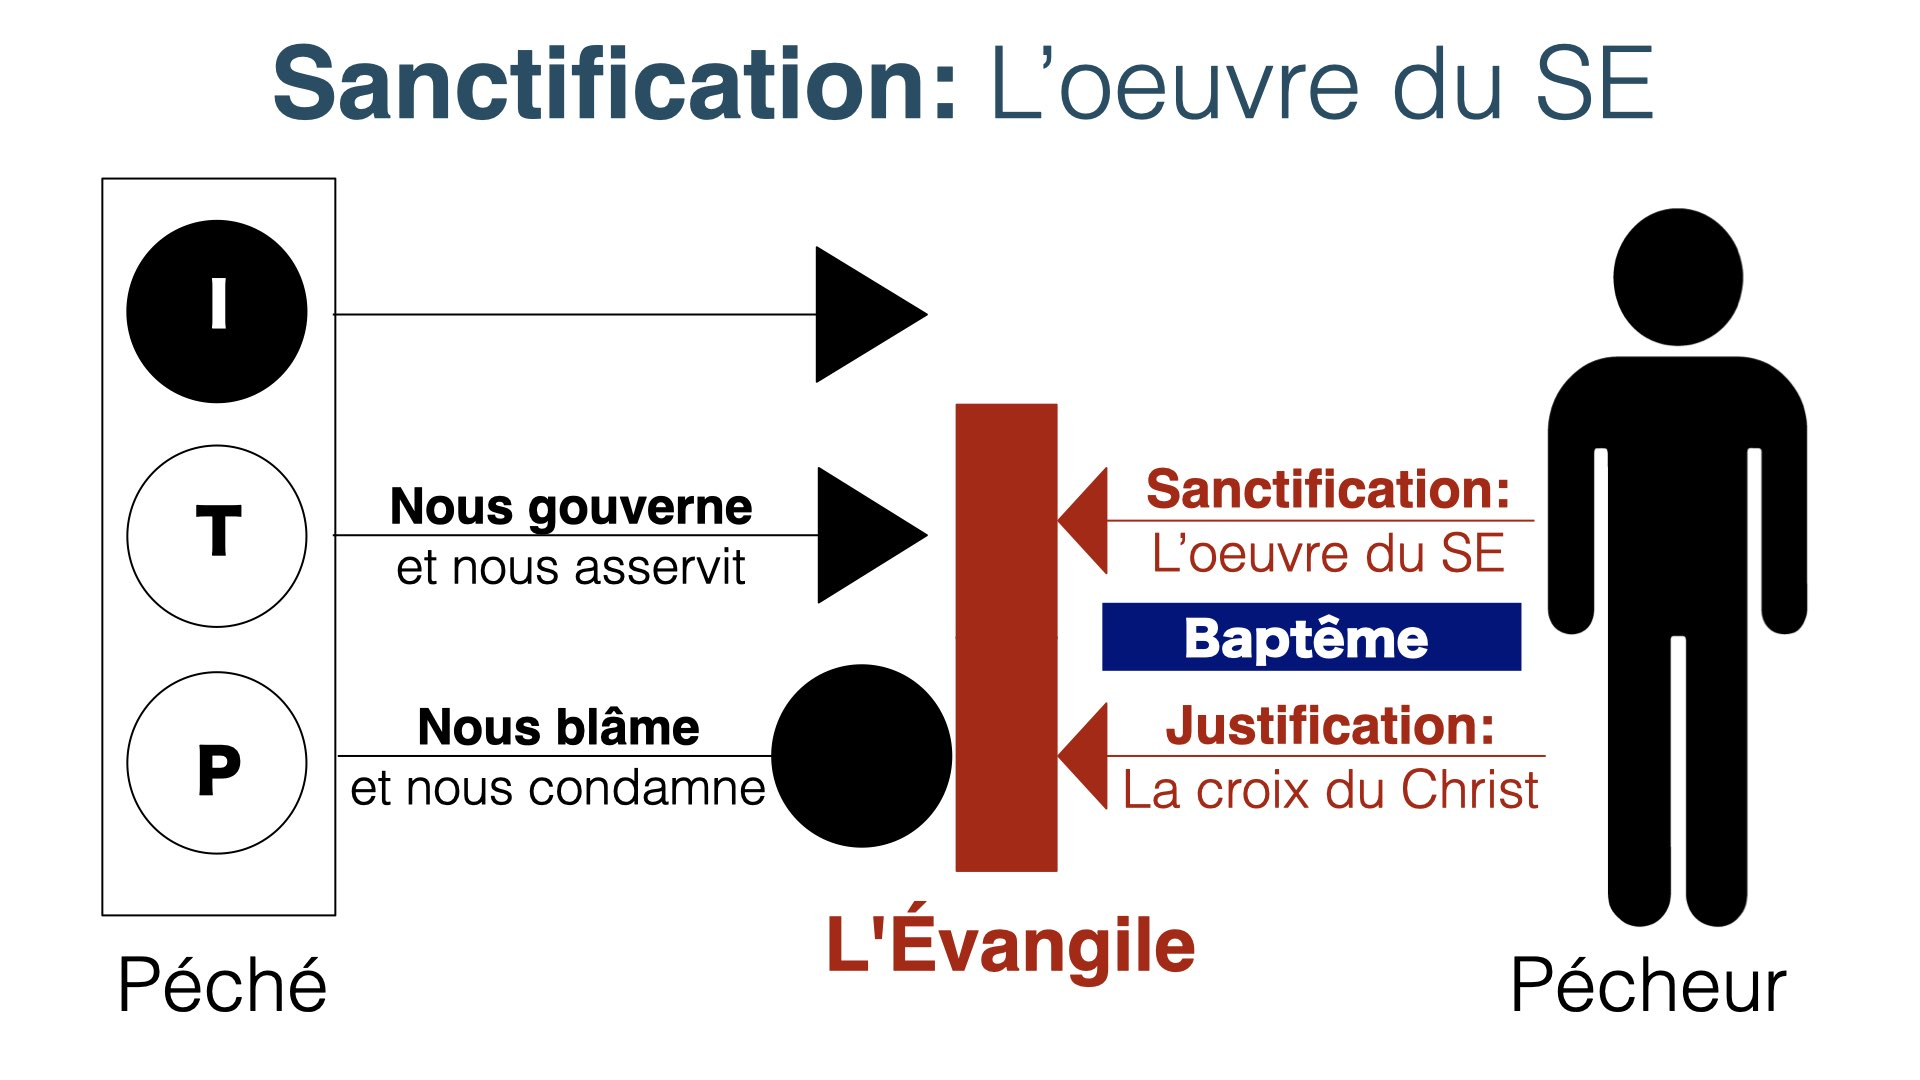 Sanctification: L’oeuvre du SE
I
T
Nous gouverne
et nous asservit
P
Nous blâme
et nous condamne
Sanctification:
L’oeuvre du SE
Baptême
Justification:
La croix du Christ
L'Évangile
Péché
Pécheur